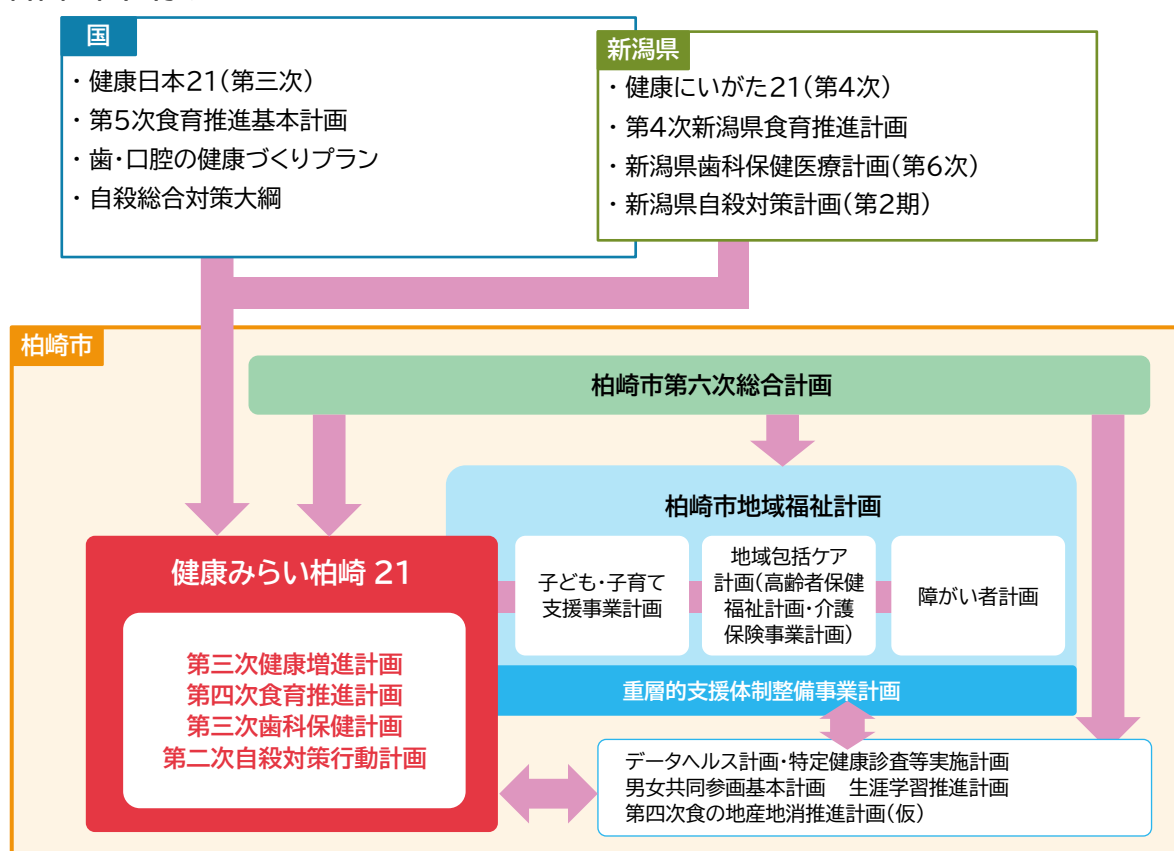 国
・健康日本21(第三次)
・第5次食育推進基本計画
・歯・口腔の健康づくりプラン
・自殺総合対策大綱
新潟県
・健康にいがた21(第4次)
・第4次新潟県食育推進計画
・新潟県歯科保健医療計画(第6次)
・新潟県自殺対策計画(第2期)
柏崎市
柏崎市第六次総合計画
柏崎市地域福祉計画
健康みらい柏崎 21
第三次健康増進計画
第四次食育推進計画
第三次歯科保健計画
第二次自殺対策行動計画
子ども・子育て
支援事業計画
地域包括ケア
計画(高齢者保健
福祉計画・介護
保険事業計画)
障がい者計画
重層的支援体制整備事業計画
データヘルス計画・特定健康診査等実施計画
男女共同参画基本計画 生涯学習推進計画
第四次食の地産地消推進計画(仮)